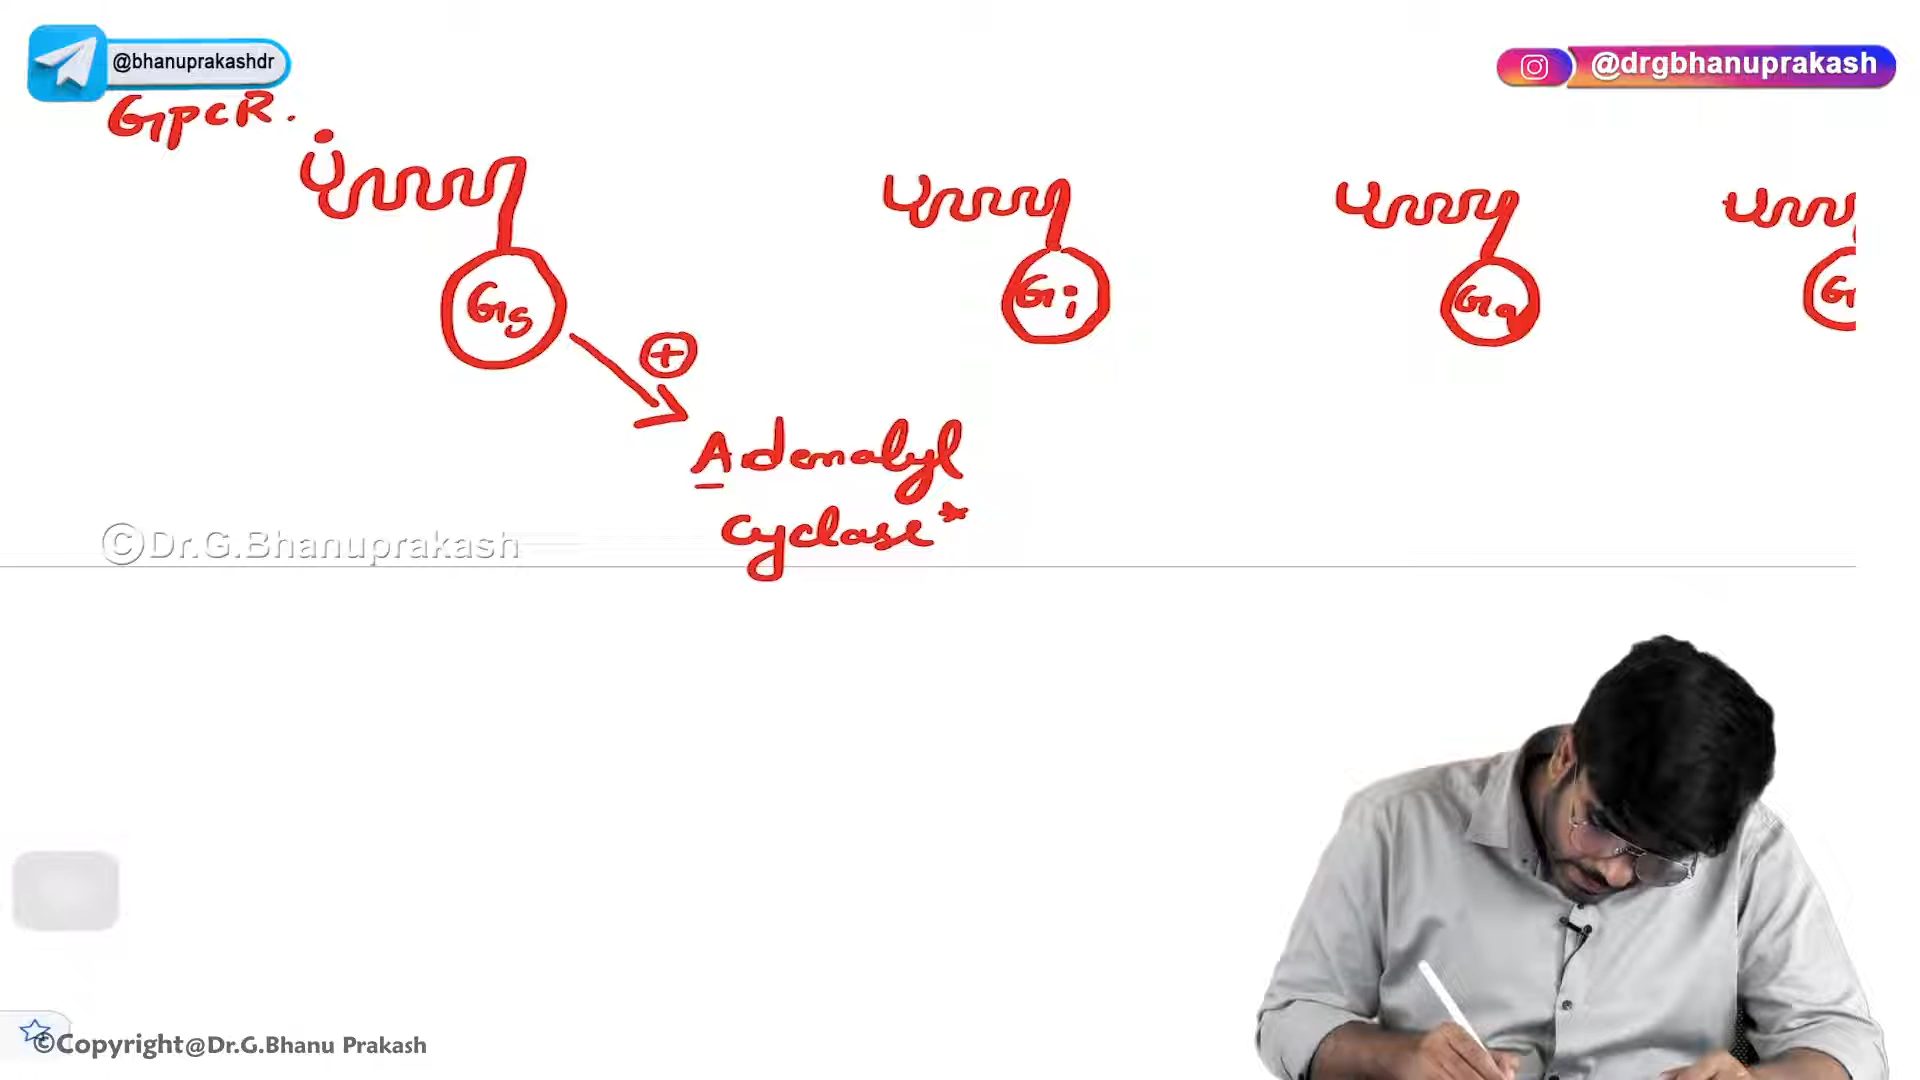 @bhanuprakashdr
@drgbhanuprakash
GPCR.
Gs
Gi
Gq
G
+
Adenalyl
cyclase*
©Dr.G.Bhanuprakash
©Copyright@Dr.G.Bhanu Prakash